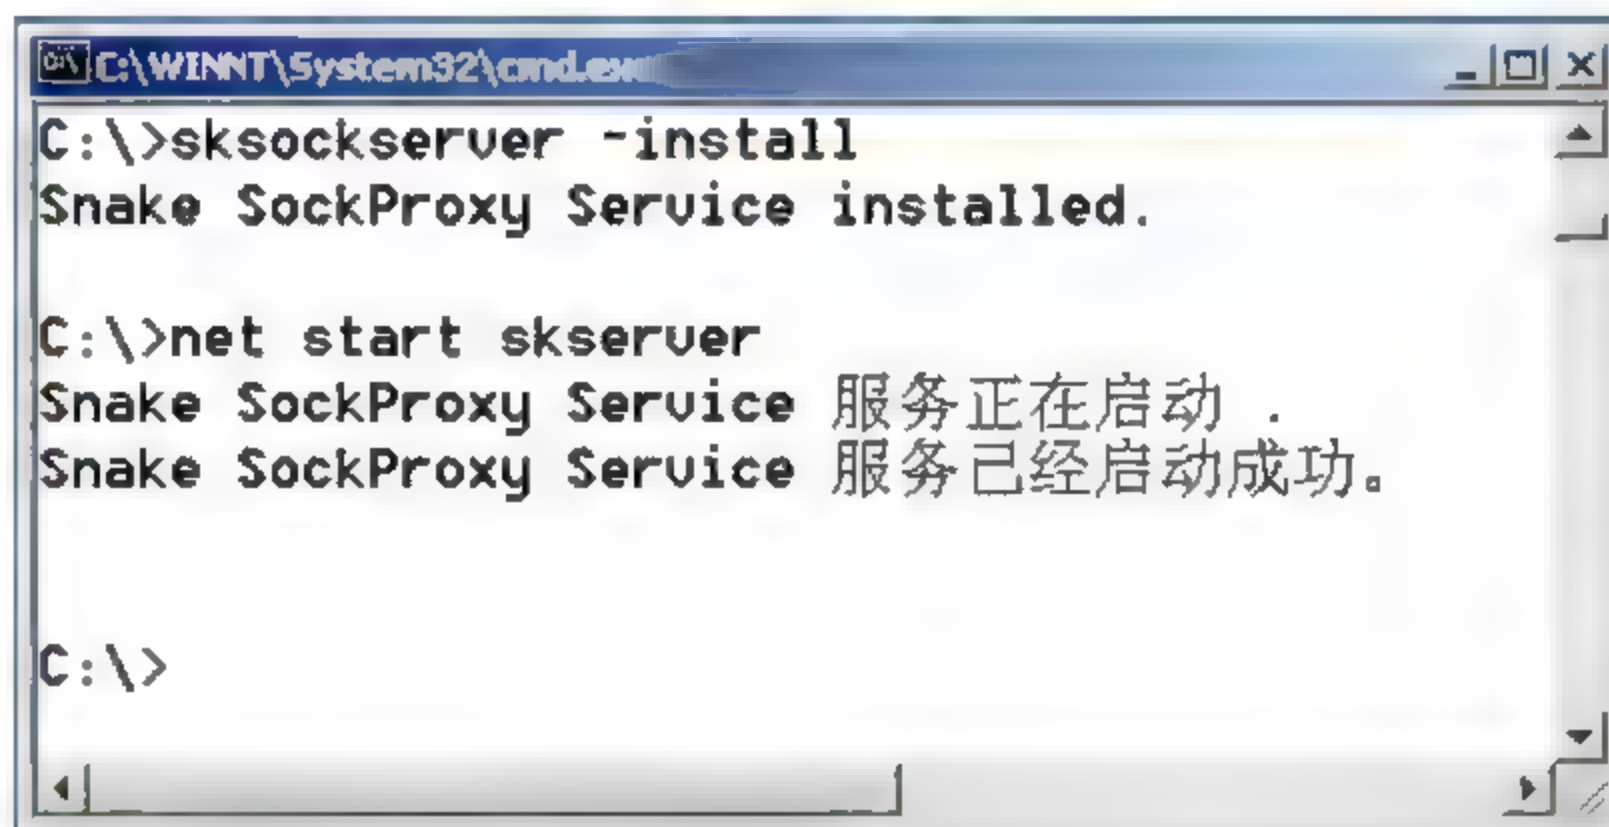 C:\WINNT\System32\cmd.exe
C:\>sksockserver -install
Snake SockProxy Service installed.
C:\>net start skserver
Snake SockProxy Service 服务正在启动 .
Snake SockProxy Service 服务已经启动成功。
C:\>